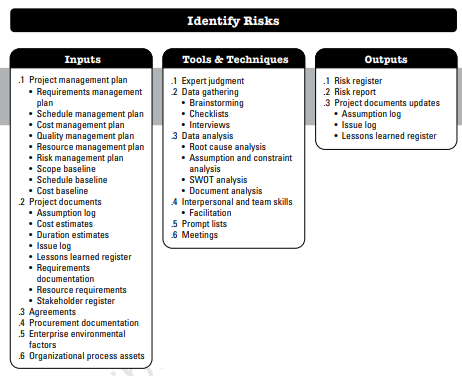 Identify Risks
Inputs
.1 Project management plan
• Requirements management
plan
• Schedule management plan
• Cost management plan
• Quality management plan
• Resource management plan
• Risk management plan
• Scope baseline
• Schedule baseline
• Cost baseline
.2 Project documents
• Assumption log
• Cost estimates
• Duration estimates
• Issue log
• Lessons learned register
• Requirements
documentation
• Resource requirements
• Stakeholder register
.3 Agreements
.4 Procurement documentation
.5 Enterprise environmental
factors
.6 Organizational process assets
Tools & Techniques
.1 Expert judgment
.2 Data gathering
• Brainstorming
• Checklists
• Interviews
.3 Data analysis
• Root cause analysis
• Assumption and constraint
analysis
• SWOT analysis
• Document analysis
.4 Interpersonal and team skills
• Facilitation
.5 Prompt lists
.6 Meetings
Outputs
.1 Risk register
.2 Risk report
.3 Project documents updates
• Assumption log
• Issue log
• Lessons learned register